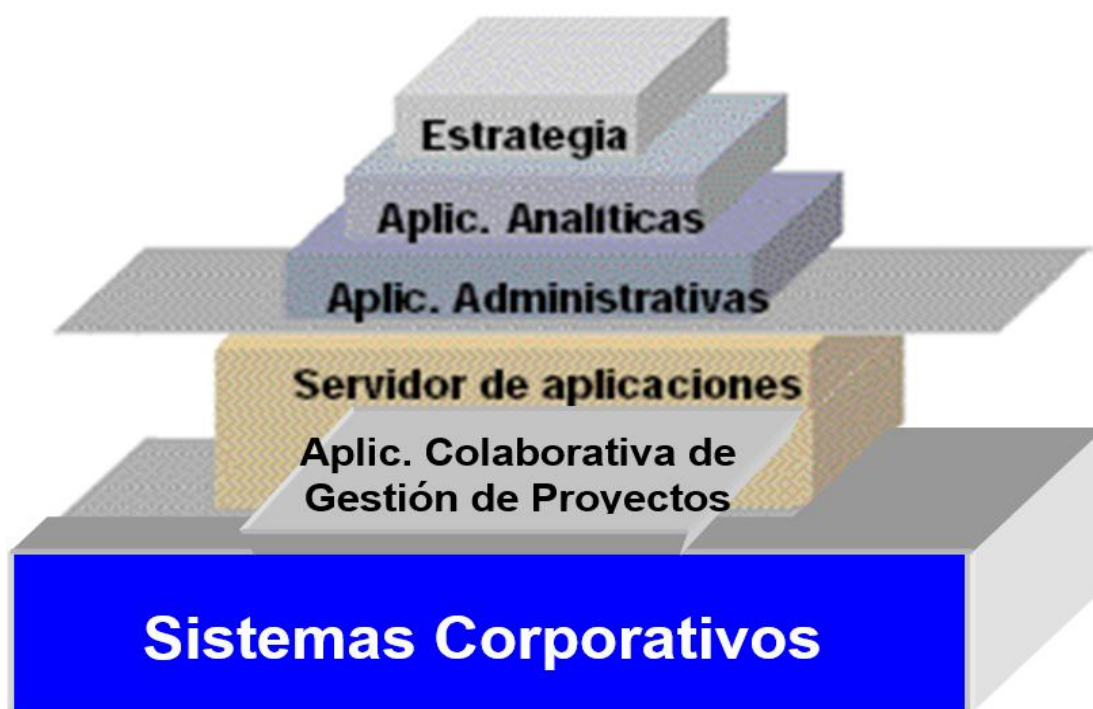 Estrategia
Aplic. Analíticas
Aplic. Administrativas
Servidor de aplicaciones
Aplic. Colaborativa de
Gestión de Proyectos
Sistemas Corporativos